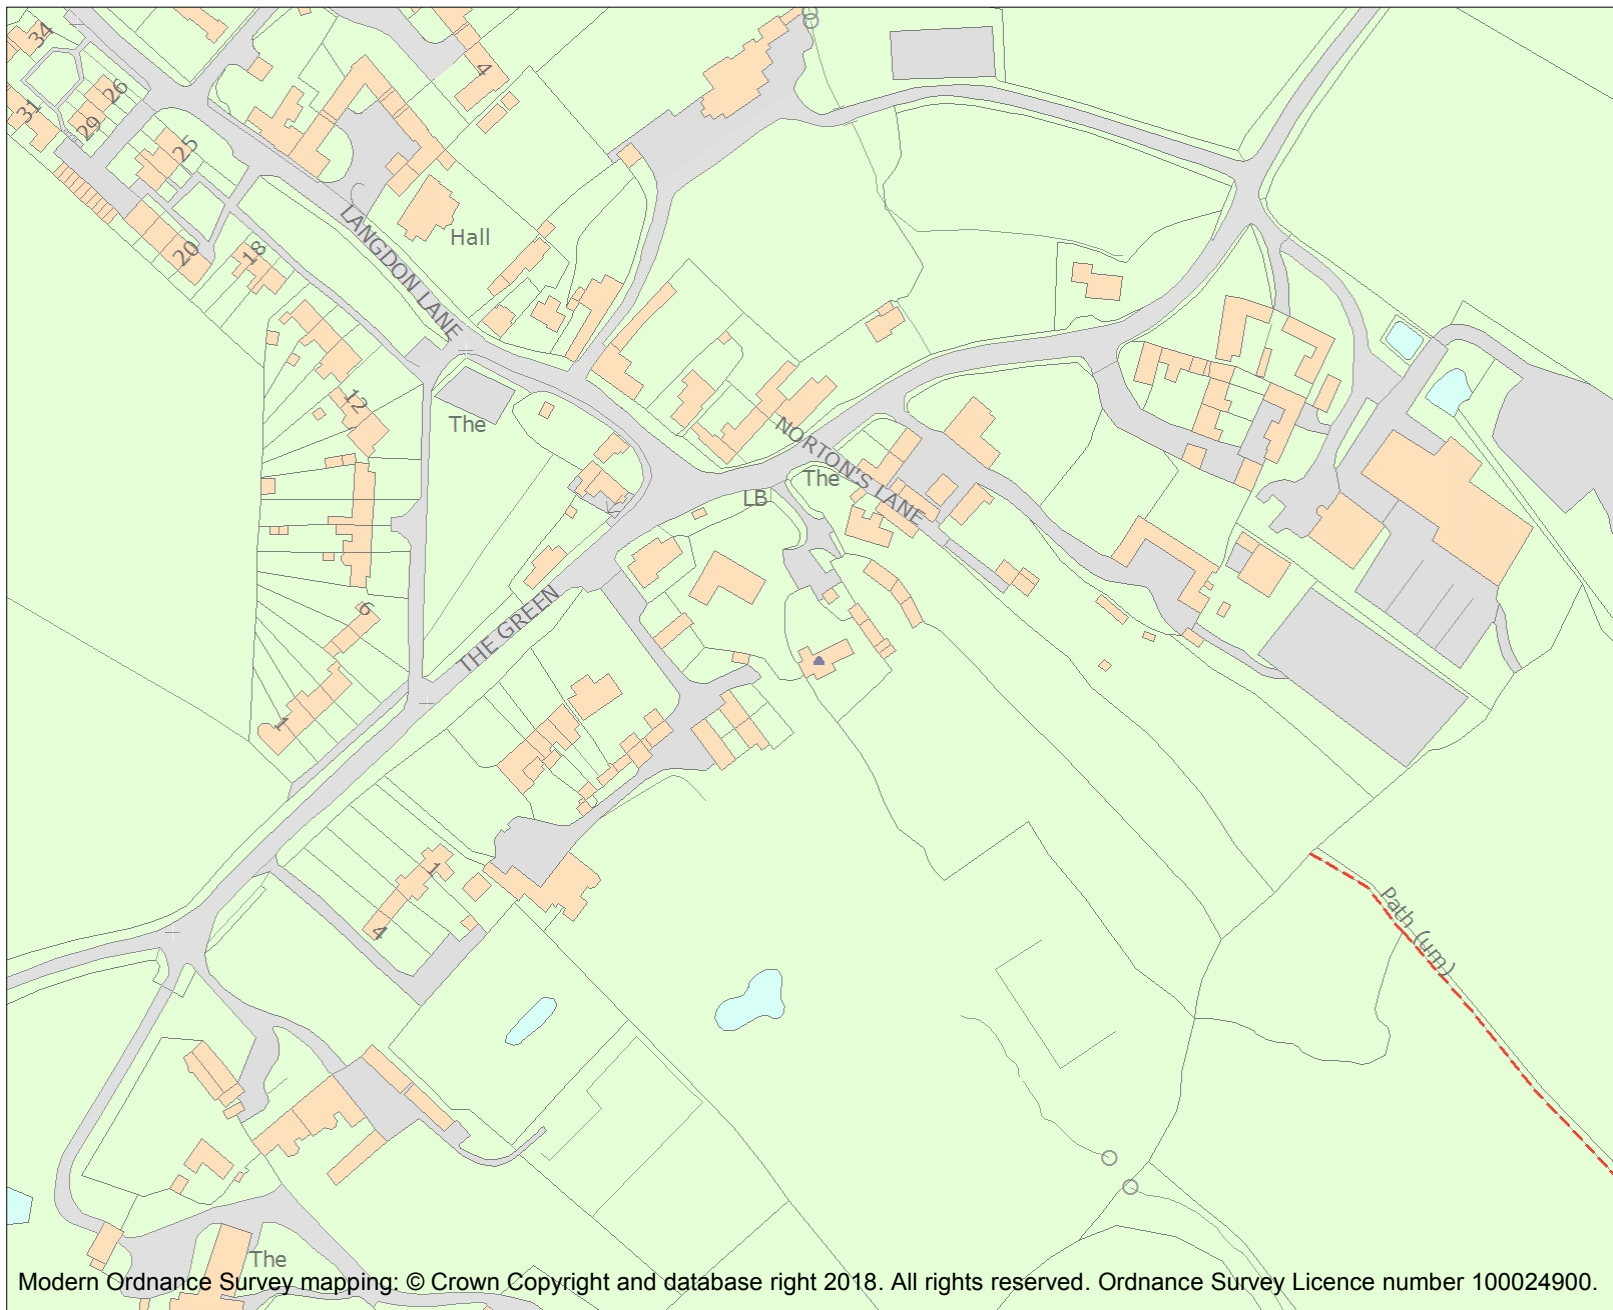 34
4
26
31
29
25
LANGDON LANE
Hall
20
18
12
The
NORTON'S LANE
The
LB
6
THE GREEN
1
1
4
Path (um)
The
Modern Ordnance Survey mapping: © Crown Copyright and database right 2018. All rights reserved. Ordnance Survey Licence number 100024900.